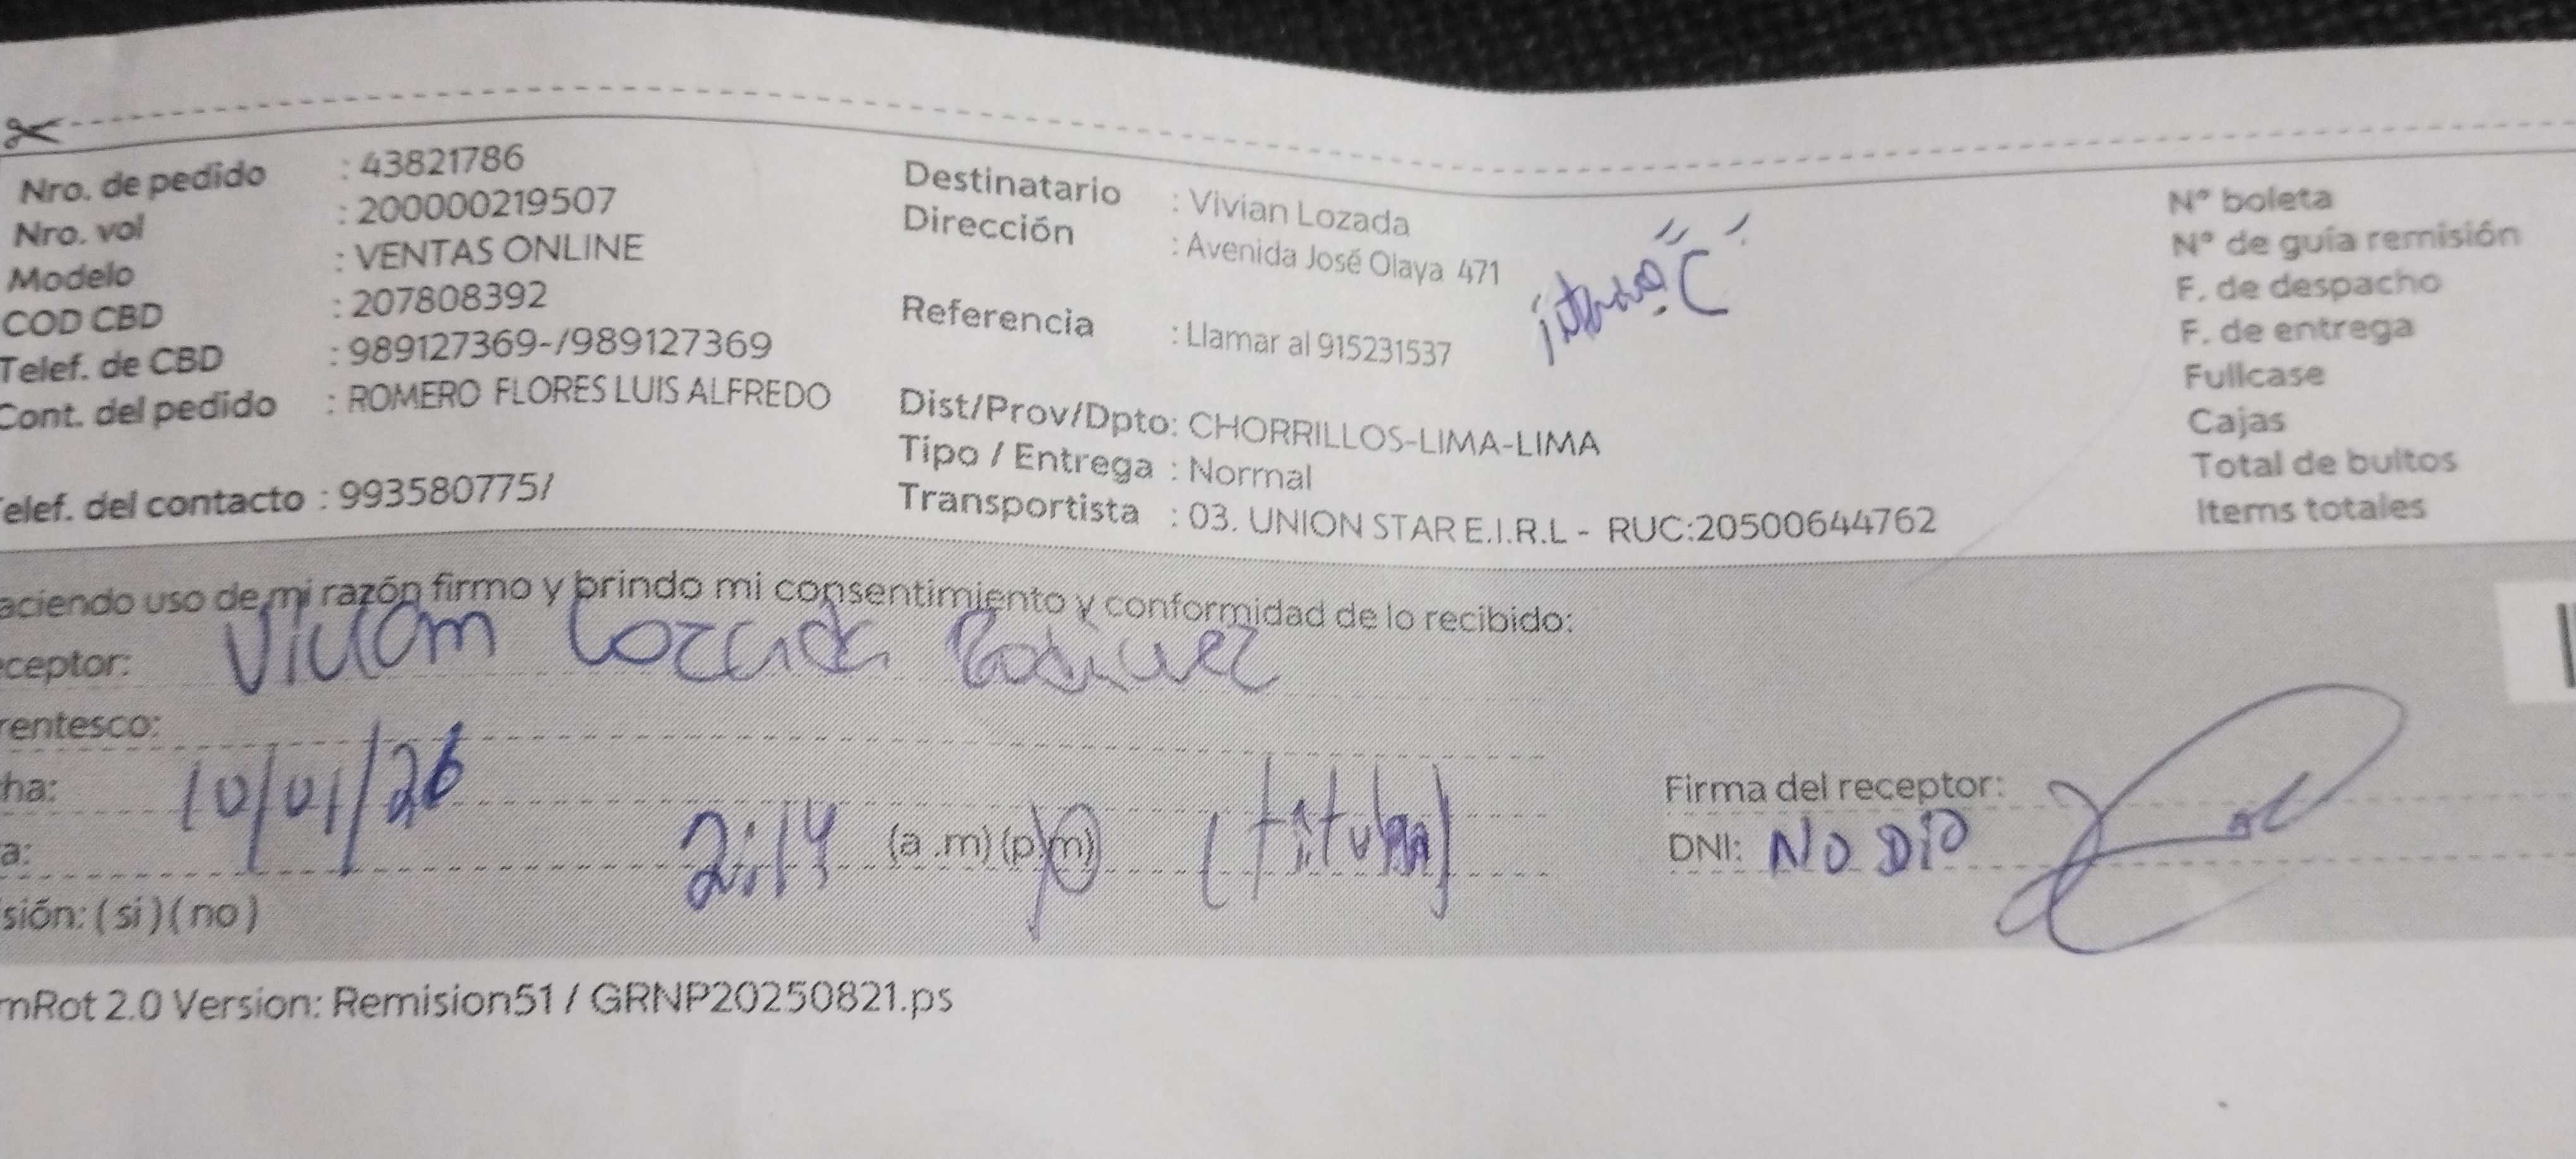 Nro. de pedido : 43821786
Nro. vol : 200000219507
Modelo : VENTAS ONLINE
COD CBD : 207808392
Telef. de CBD : 989127369-/989127369
Cont. del pedido : ROMERO FLORES LUIS ALFREDO
elef. del contacto : 993580775/
Destinatario : Vivian Lozada
Dirección : Avenida José Olaya 471
"C"
Referencia : Llamar al 915231537
Dist/Prov/Dpto: CHORRILLOS-LIMA-LIMA
Tipo / Entrega : Normal
Transportista : 03. UNION STAR E.I.R.L - RUC:20500644762
N° boleta
N° de guía remisión
F. de despacho
F. de entrega
Fullcase
Cajas
Total de bultos
Items totales
aciendo uso de mi razón firmo y brindo mi consentimiento y conformidad de lo recibido:
ceptor: Vivian Lozada
rentesco:
ha: 10/01/26
a: 2:14 (a .m) (p.m) (titular)
sión: ( si ) ( no )
Firma del receptor:
DNI: NO DIO
mRot 2.0 Version: Remision51 / GRNP20250821.ps